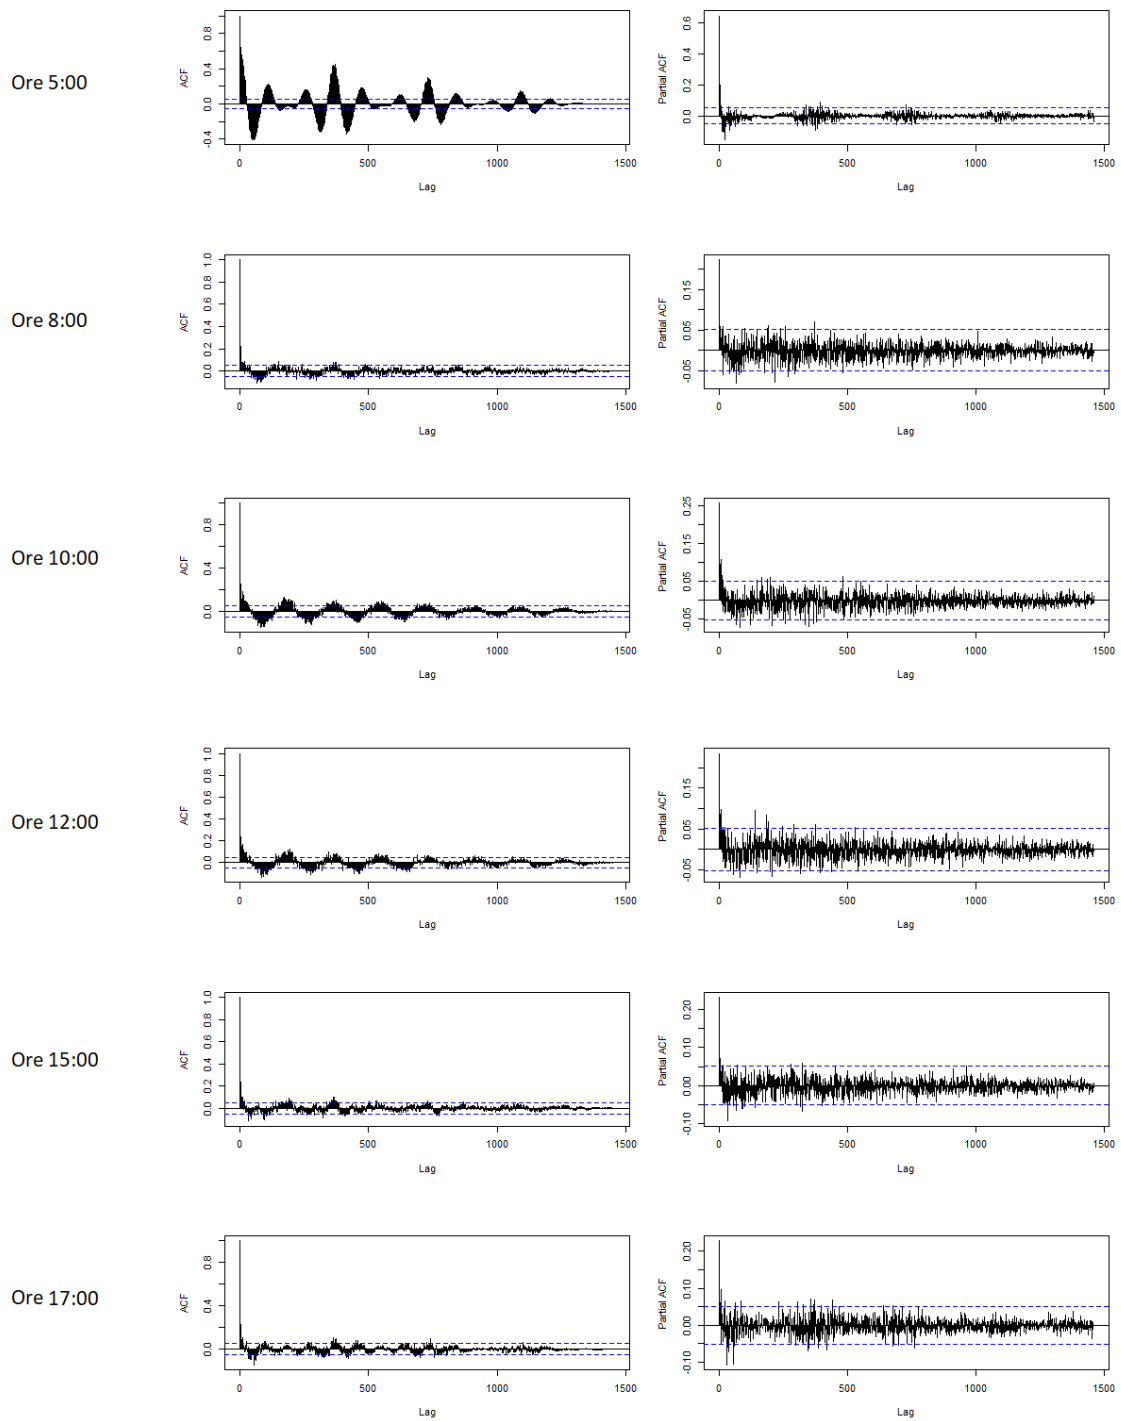 Ore 5:00
ACF
-0.4 0.0 0.4 0.8
0 500 1000 1500
Lag
Partial ACF
0.0 0.2 0.4 0.6
0 500 1000 1500
Lag
Ore 8:00
ACF
0.0 0.2 0.4 0.6 0.8 1.0
0 500 1000 1500
Lag
Partial ACF
-0.05 0.05 0.15
0 500 1000 1500
Lag
Ore 10:00
ACF
0.0 0.4 0.8
0 500 1000 1500
Lag
Partial ACF
-0.05 0.05 0.15 0.25
0 500 1000 1500
Lag
Ore 12:00
ACF
0.0 0.2 0.4 0.6 0.8 1.0
0 500 1000 1500
Lag
Partial ACF
-0.05 0.05 0.15
0 500 1000 1500
Lag
Ore 15:00
ACF
0.0 0.2 0.4 0.6 0.8 1.0
0 500 1000 1500
Lag
Partial ACF
-0.10 0.00 0.10 0.20
0 500 1000 1500
Lag
Ore 17:00
ACF
0.0 0.4 0.8
0 500 1000 1500
Lag
Partial ACF
-0.10 0.00 0.10 0.20
0 500 1000 1500
Lag